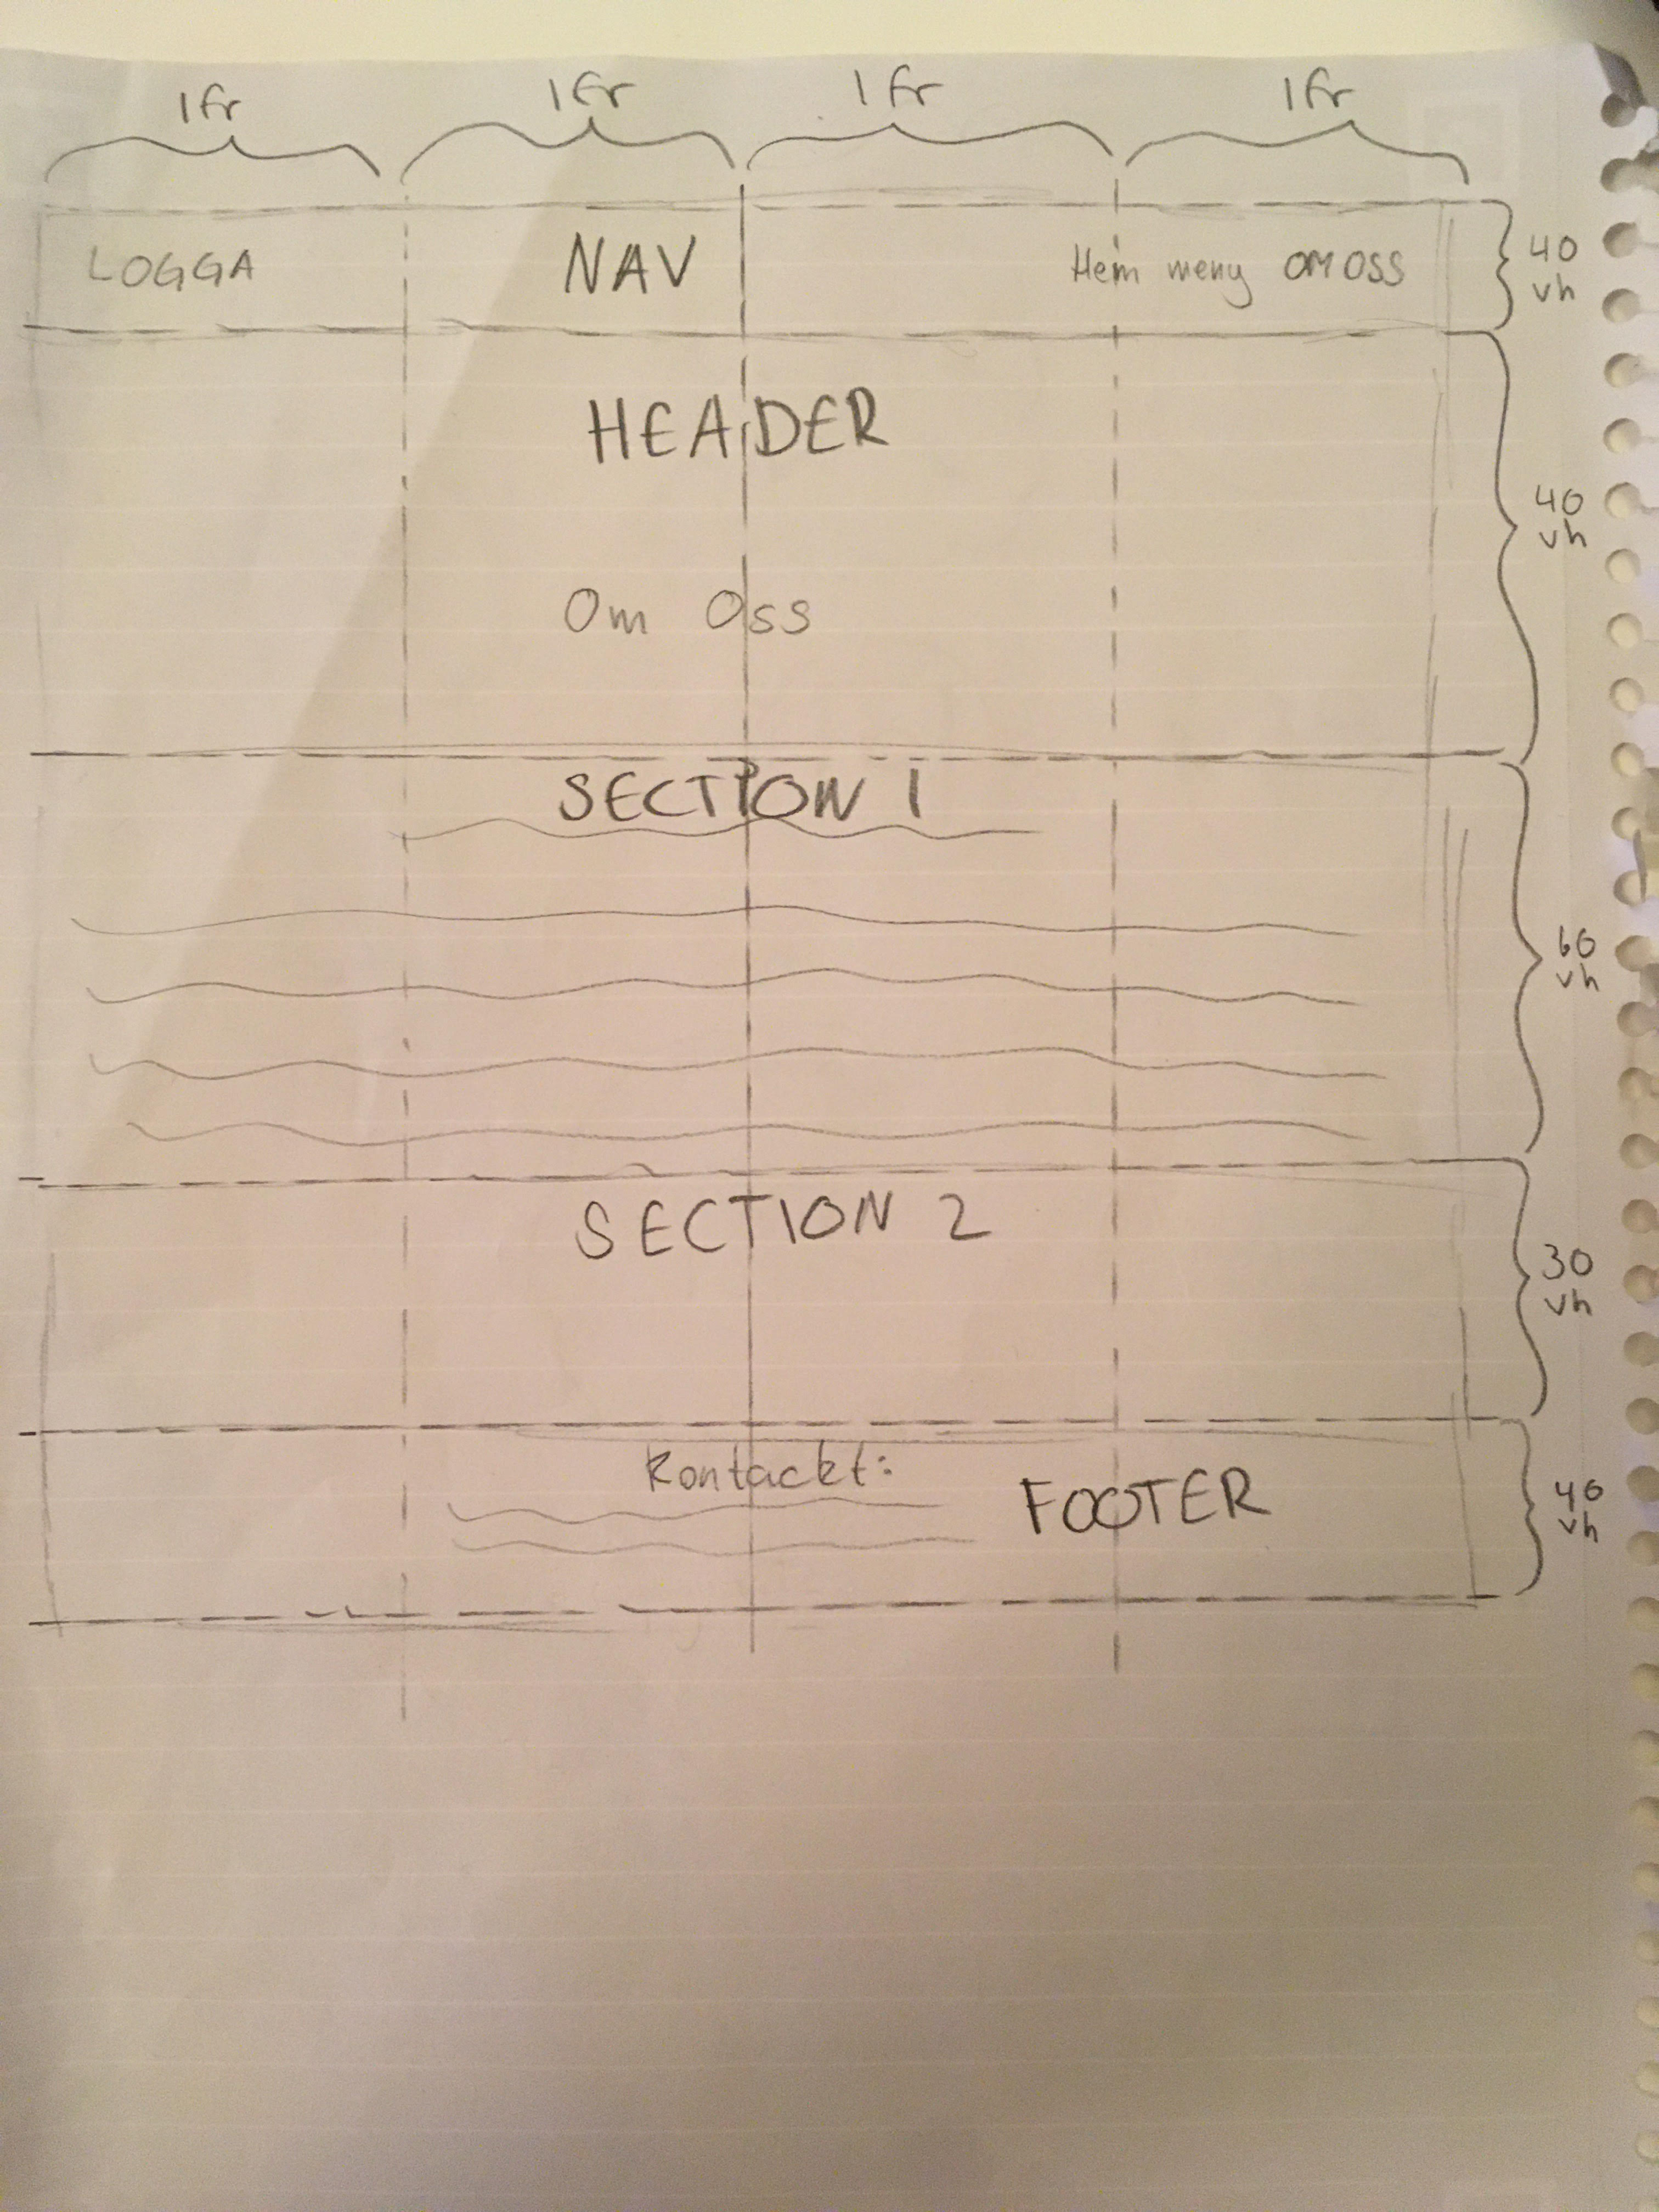 1fr 1fr 1fr 1fr
LOGGA NAV Hem meny OM OSS
40
vh
HEADER
40
vh
Om Oss
SECTION 1
60
vh
SECTION 2
30
vh
Kontackt:
FOOTER
40
vh